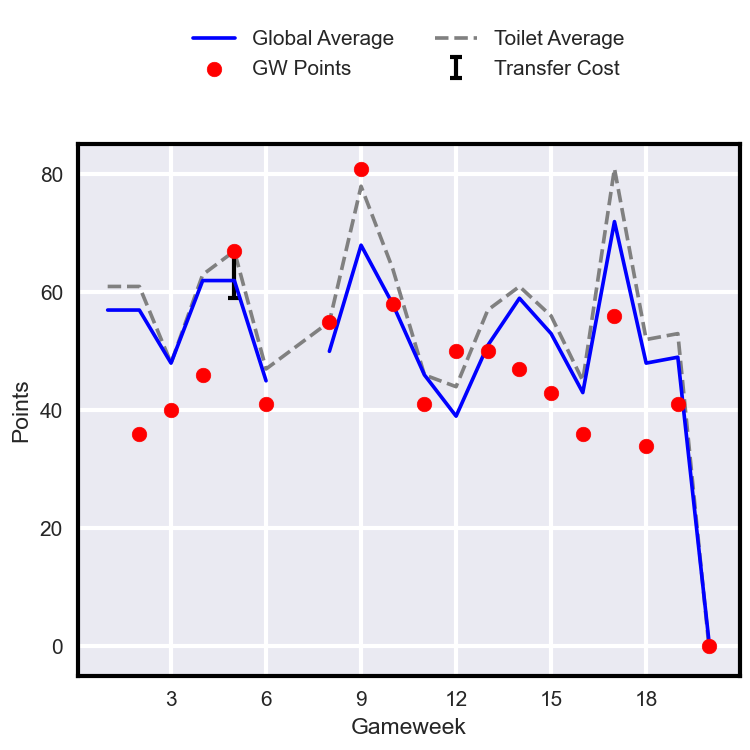 Global Average
Toilet Average
GW Points
Transfer Cost
80
60
40
20
0
Points
3 6 9 12 15 18
Gameweek